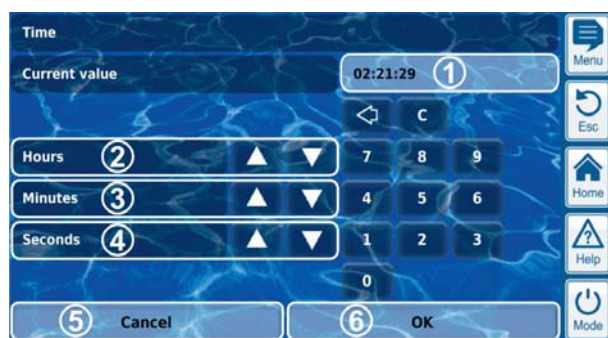 Time
Menu
Current value
02:21:29 1
C
Esc
Hours 2
7 8 9
Home
Minutes 3
4 5 6
Seconds 4
1 2 3
? Help
0
5 Cancel
6 OK
Mode